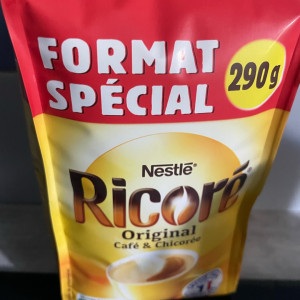 FORMAT
SPÉCIAL
290g
Nestlé®
Ricoré®
Original
Café & Chicorée